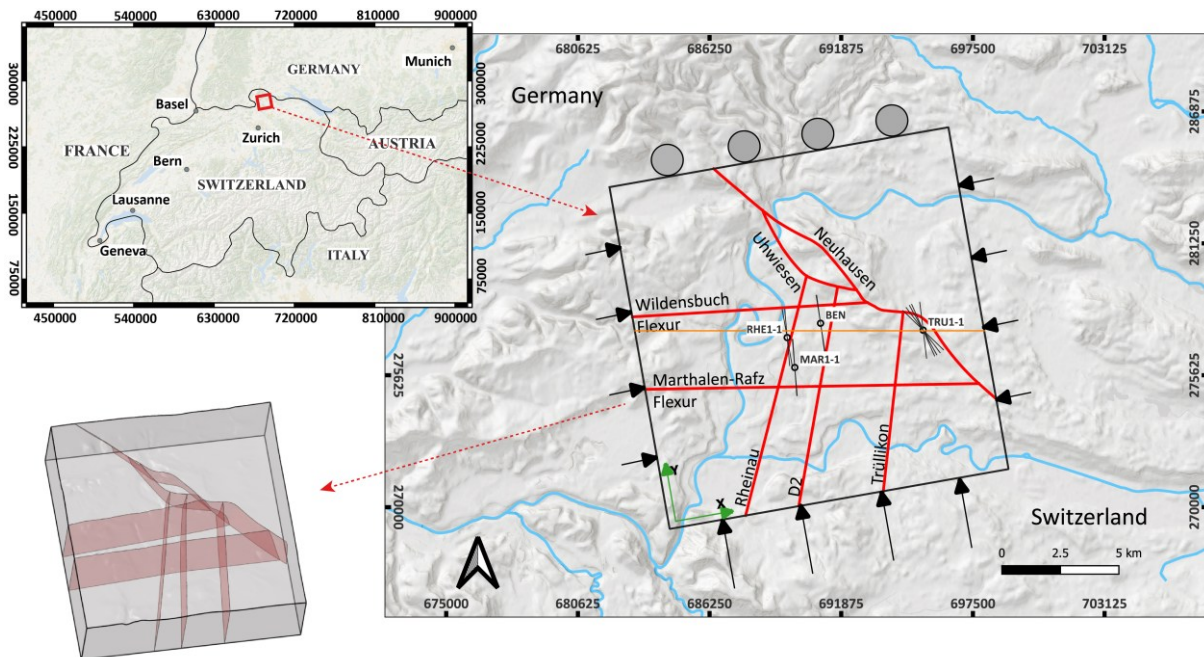 450000 540000 630000 720000 810000 900000
300000
225000
150000
75000
300000
225000
150000
75000
450000 540000 630000 720000 810000 900000
GERMANY
Munich
Basel
Zurich
AUSTRIA
FRANCE
Bern
SWITZERLAND
Lausanne
Geneva
ITALY
680625 686250 691875 697500 703125
286875
281250
275625
270000
281250
275625
270000
675000 680625 686250 691875 697500 703125
Germany
Uhwiesen
Neuhausen
Wildensbuch
Flexur
BEN
TRU1-1
RHE1-1
MAR1-1
Marthalen-Rafz
Flexur
Rheinau
D2
Trüllikon
Y
X
Switzerland
0 2.5 5 km